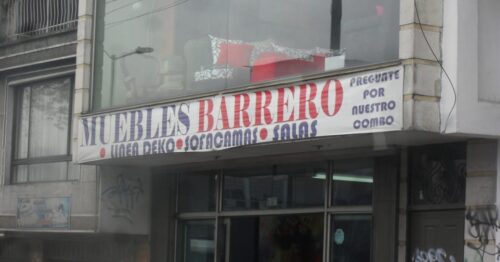 MUEBLES BARRERO
• LINEA DEKO • SOFACAMAS • SALAS
PREGUNTE
POR
NUESTRO
COMBO